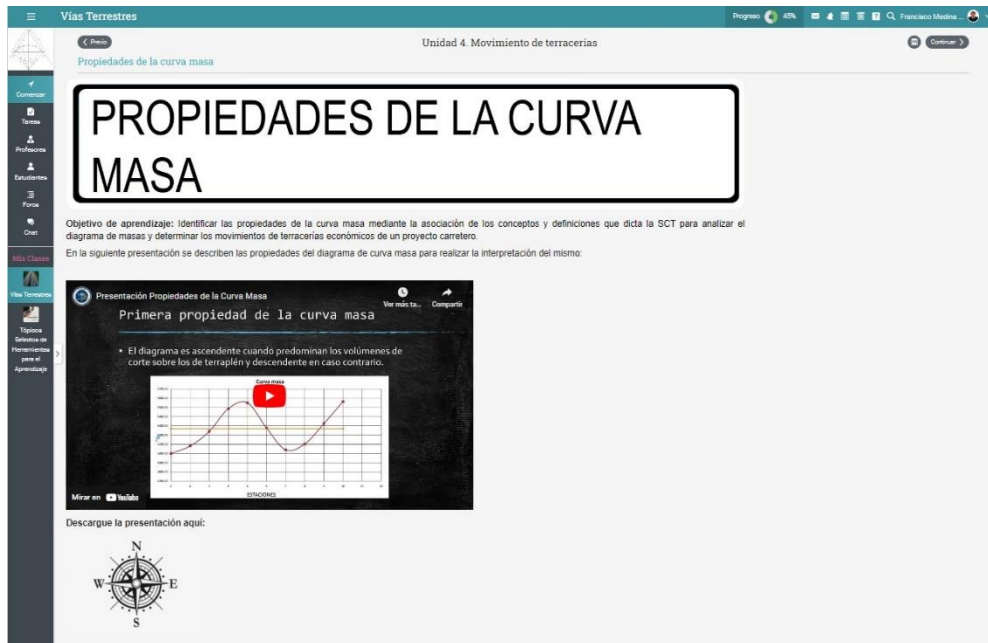 Vías Terrestres
Progreso 45%
Francisco Medina ...
Previo
Unidad 4. Movimiento de terracerías
Continuar
Propiedades de la curva masa
Comenzar
Tareas
Profesores
Estudiantes
Foros
Chat
Mis Clases
Vías Terrestres
Tópicos
Selectos de
Herramientas
para el
Aprendizaje
PROPIEDADES DE LA CURVA
MASA
Objetivo de aprendizaje: Identificar las propiedades de la curva masa mediante la asociación de los conceptos y definiciones que dicta la SCT para analizar el
diagrama de masas y determinar los movimientos de terracerías económicos de un proyecto carretero.
En la siguiente presentación se describen las propiedades del diagrama de curva masa para realizar la interpretación del mismo:
Presentación Propiedades de la Curva Masa
Ver más ta...
Compartir
Primera propiedad de la curva masa
• El diagrama es ascendente cuando predominan los volúmenes de
corte sobre los de terraplén y descendente en caso contrario.
Curva masa
ESTACIONES
Mirar en YouTube
Descargue la presentación aquí:
N
W E
S